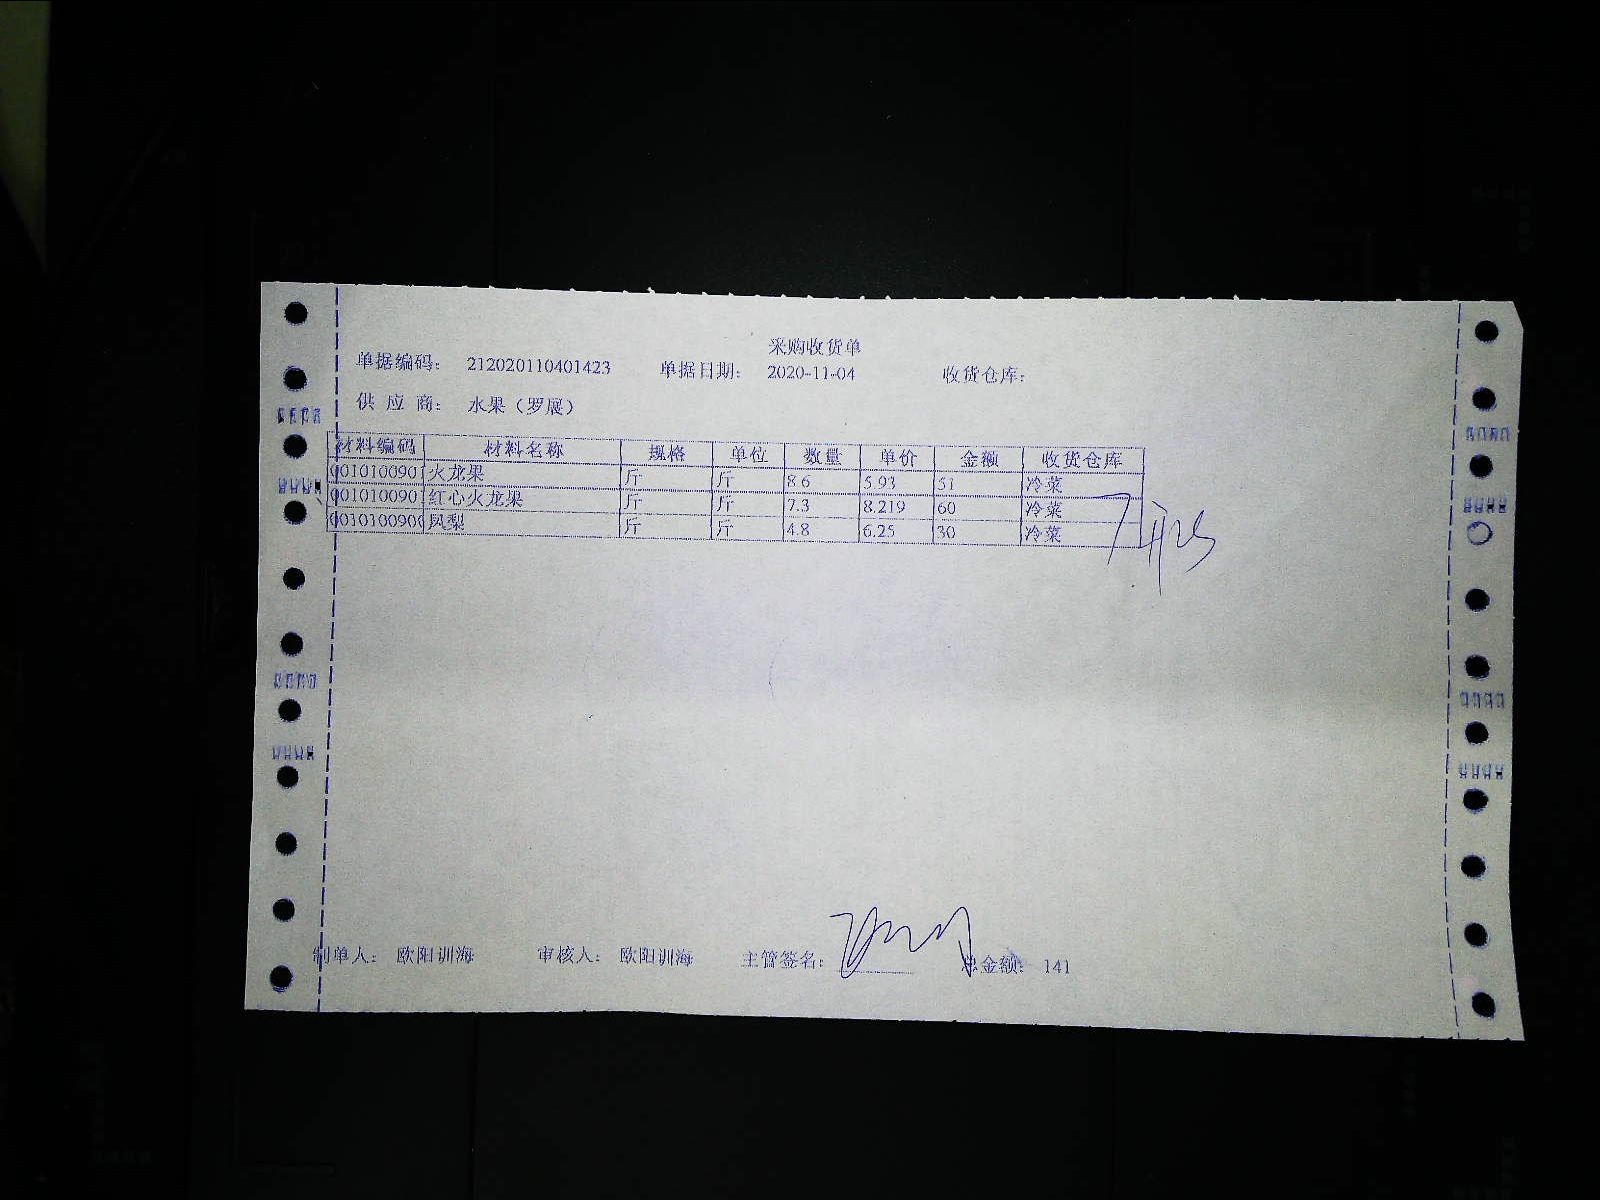 采购收货单
单据编码： 212020110401423 单据日期： 2020-11-04 收货仓库：
供 应 商： 水果（罗展）
材料编码 材料名称 规格 单位 数量 单价 金额 收货仓库
0010100901 火龙果 斤 斤 8.6 5.93 51 冷菜
0010100901 红心火龙果 斤 斤 7.3 8.219 60 冷菜
0010100900 凤梨 斤 斤 4.8 6.25 30 冷菜
制单人： 欧阳训海 审核人： 欧阳训海 主管签名： 总金额： 141